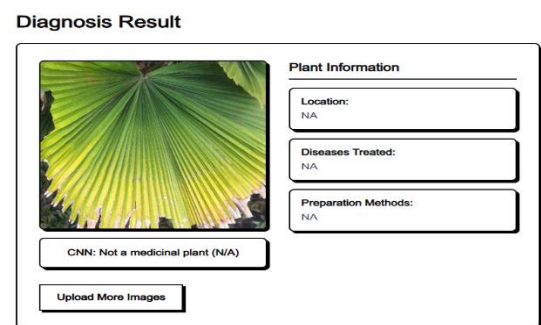 Diagnosis Result
Plant Information
Location:
NA
Diseases Treated:
NA
Preparation Methods:
NA
CNN: Not a medicinal plant (N/A)
Upload More Images